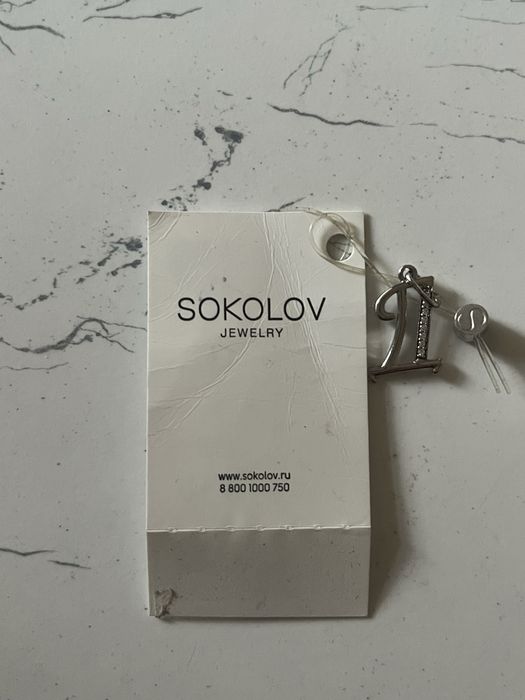 SOKOLOV
JEWELRY
www.sokolov.ru
8 800 1000 750
Д
S